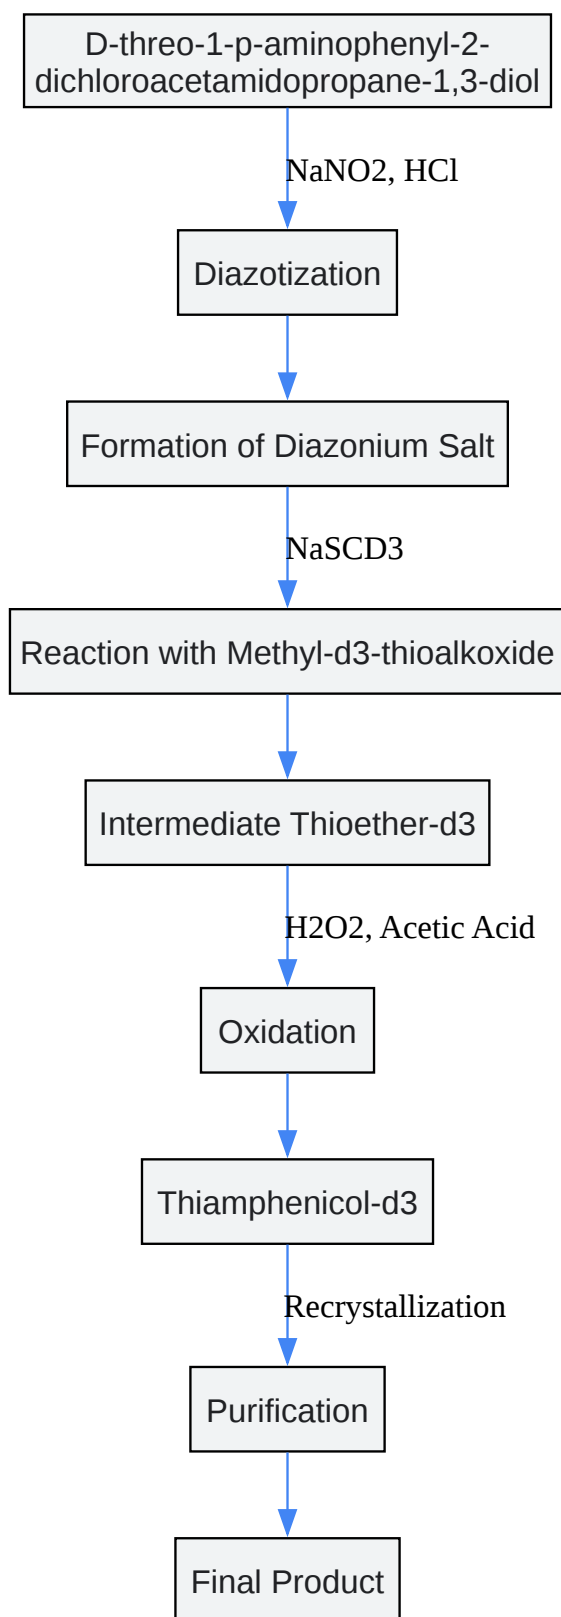 D-threo-1-p-aminophenyl-2-
dichloroacetamidopropane-1,3-diol
NaNO2, HCl
Diazotization
Formation of Diazonium Salt
NaSCD3
Reaction with Methyl-d3-thioalkoxide
Intermediate Thioether-d3
H2O2, Acetic Acid
Oxidation
Thiamphenicol-d3
Recrystallization
Purification
Final Product